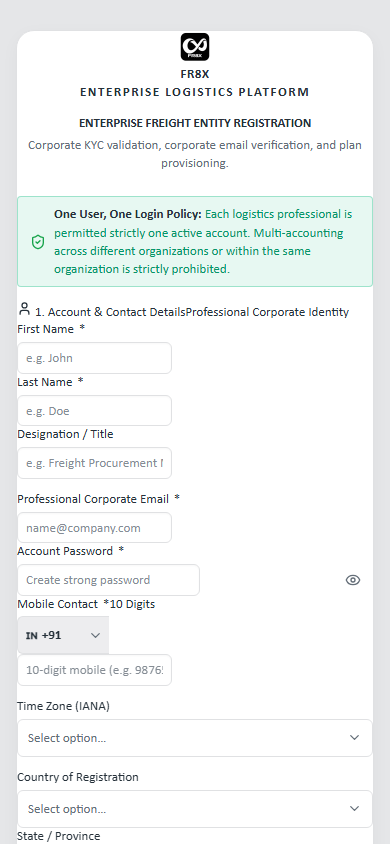 FR8X
FR8X
ENTERPRISE LOGISTICS PLATFORM
ENTERPRISE FREIGHT ENTITY REGISTRATION
Corporate KYC validation, corporate email verification, and plan
provisioning.
One User, One Login Policy: Each logistics professional is
permitted strictly one active account. Multi-accounting
across different organizations or within the same
organization is strictly prohibited.
1. Account & Contact DetailsProfessional Corporate Identity
First Name *
e.g. John
Last Name *
e.g. Doe
Designation / Title
e.g. Freight Procurement
Professional Corporate Email *
name@company.com
Account Password *
Create strong password
Mobile Contact *10 Digits
IN +91
10-digit mobile (e.g. 9876
Time Zone (IANA)
Select option...
Country of Registration
Select option...
State / Province